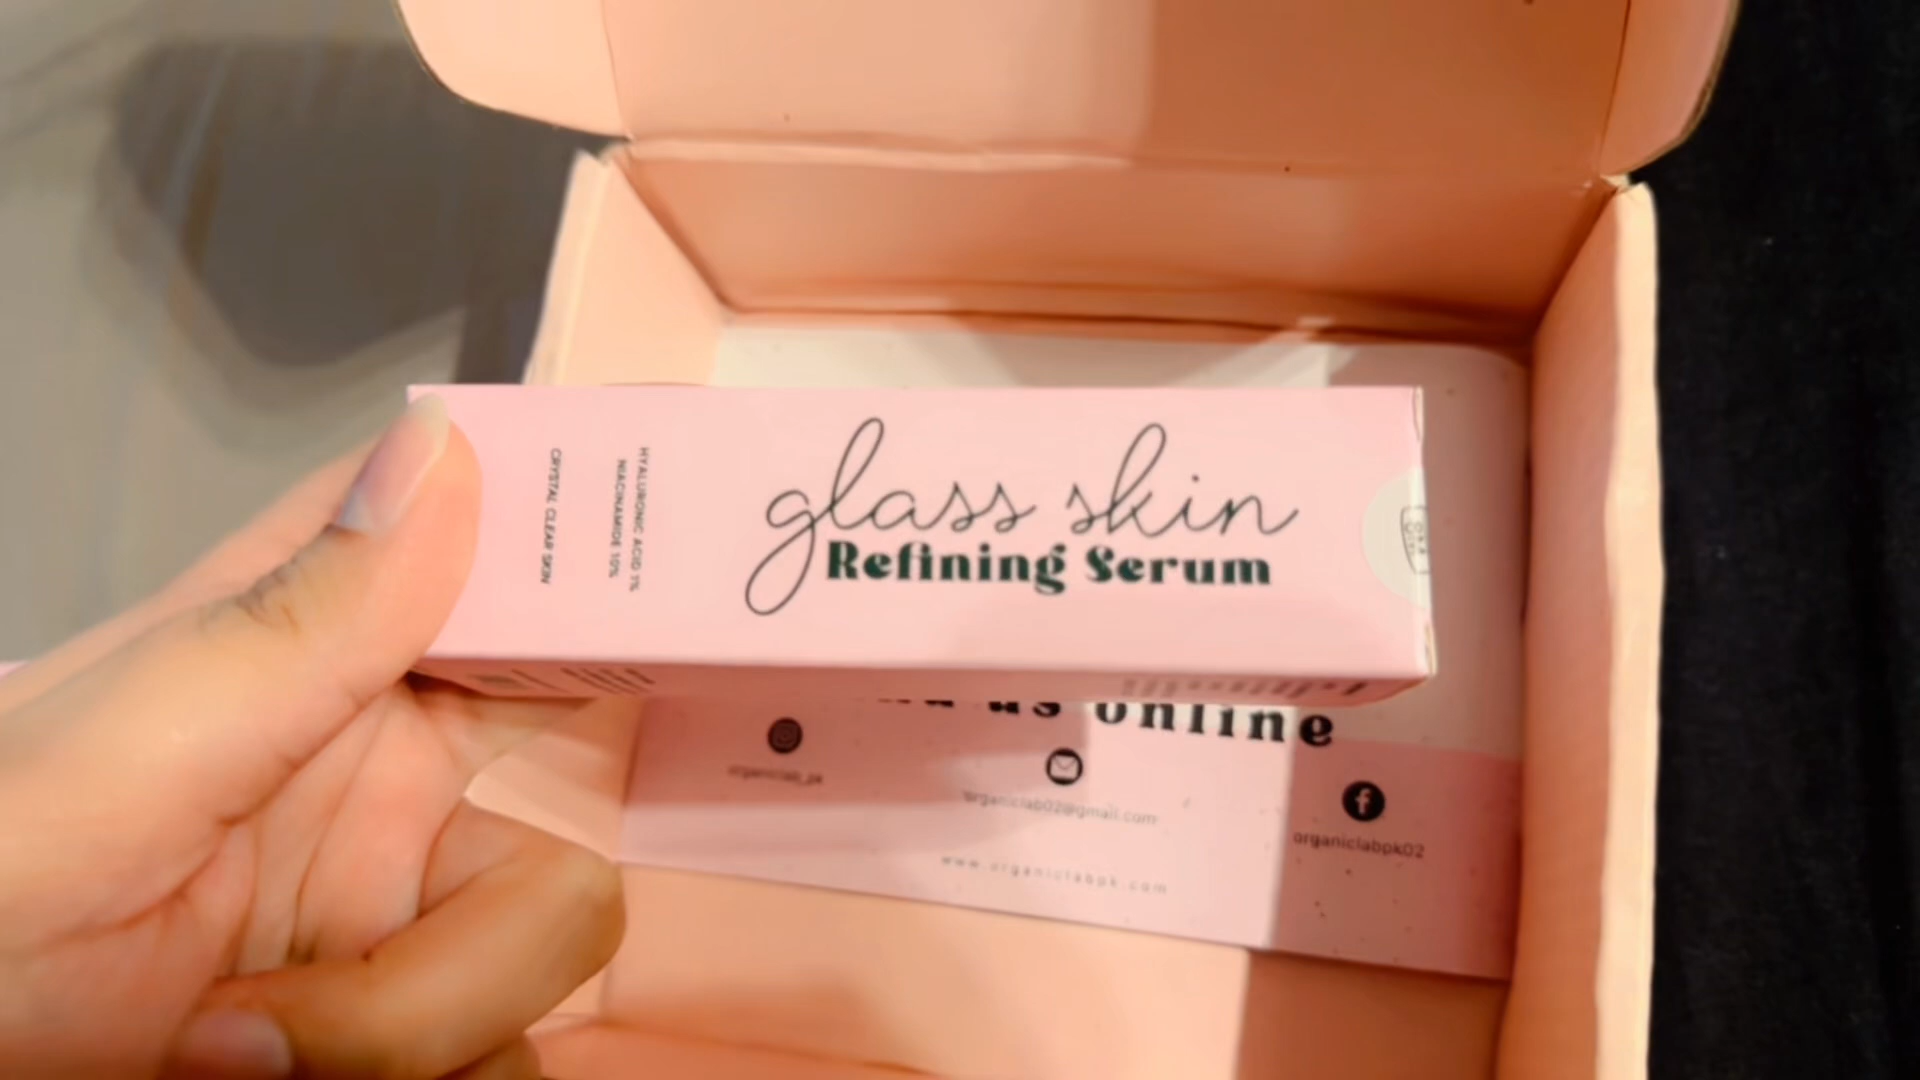 glass skin
Refining Serum
HYALURONIC ACID 1%
NIACINAMIDE 10%
CRYSTAL CLEAR SKIN
us online
organiclab_pk
organiclab02@gmail.com
organiclabpk02
www.organiclabpk.com